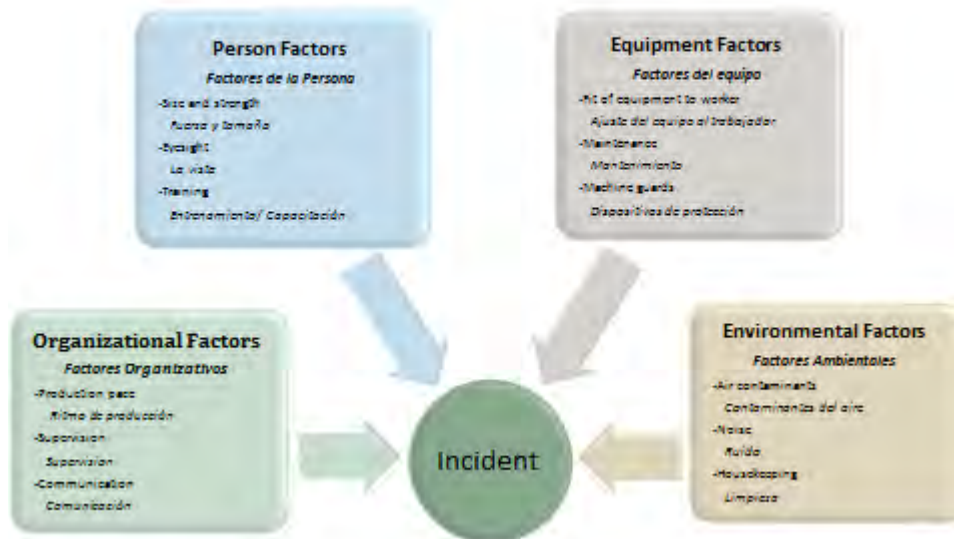 Person Factors
Factores de la Persona
-Size and strength
Fuerza y tamaño
-Eyesight
La vista
-Training
Entrenamiento/ Capacitación
Equipment Factors
Factores del equipo
-Fit of equipment to worker
Ajuste del equipo al trabajador
-Maintenance
Mantenimiento
-Machine guards
Dispositivos de protección
Organizational Factors
Factores Organizativos
-Production pace
Ritmo de producción
-Supervision
Supervision
-Communication
Comunicación
Incident
Environmental Factors
Factores Ambientales
-Air contaminants
Contaminantes del aire
-Noise
Ruido
-Housekeeping
Limpieza